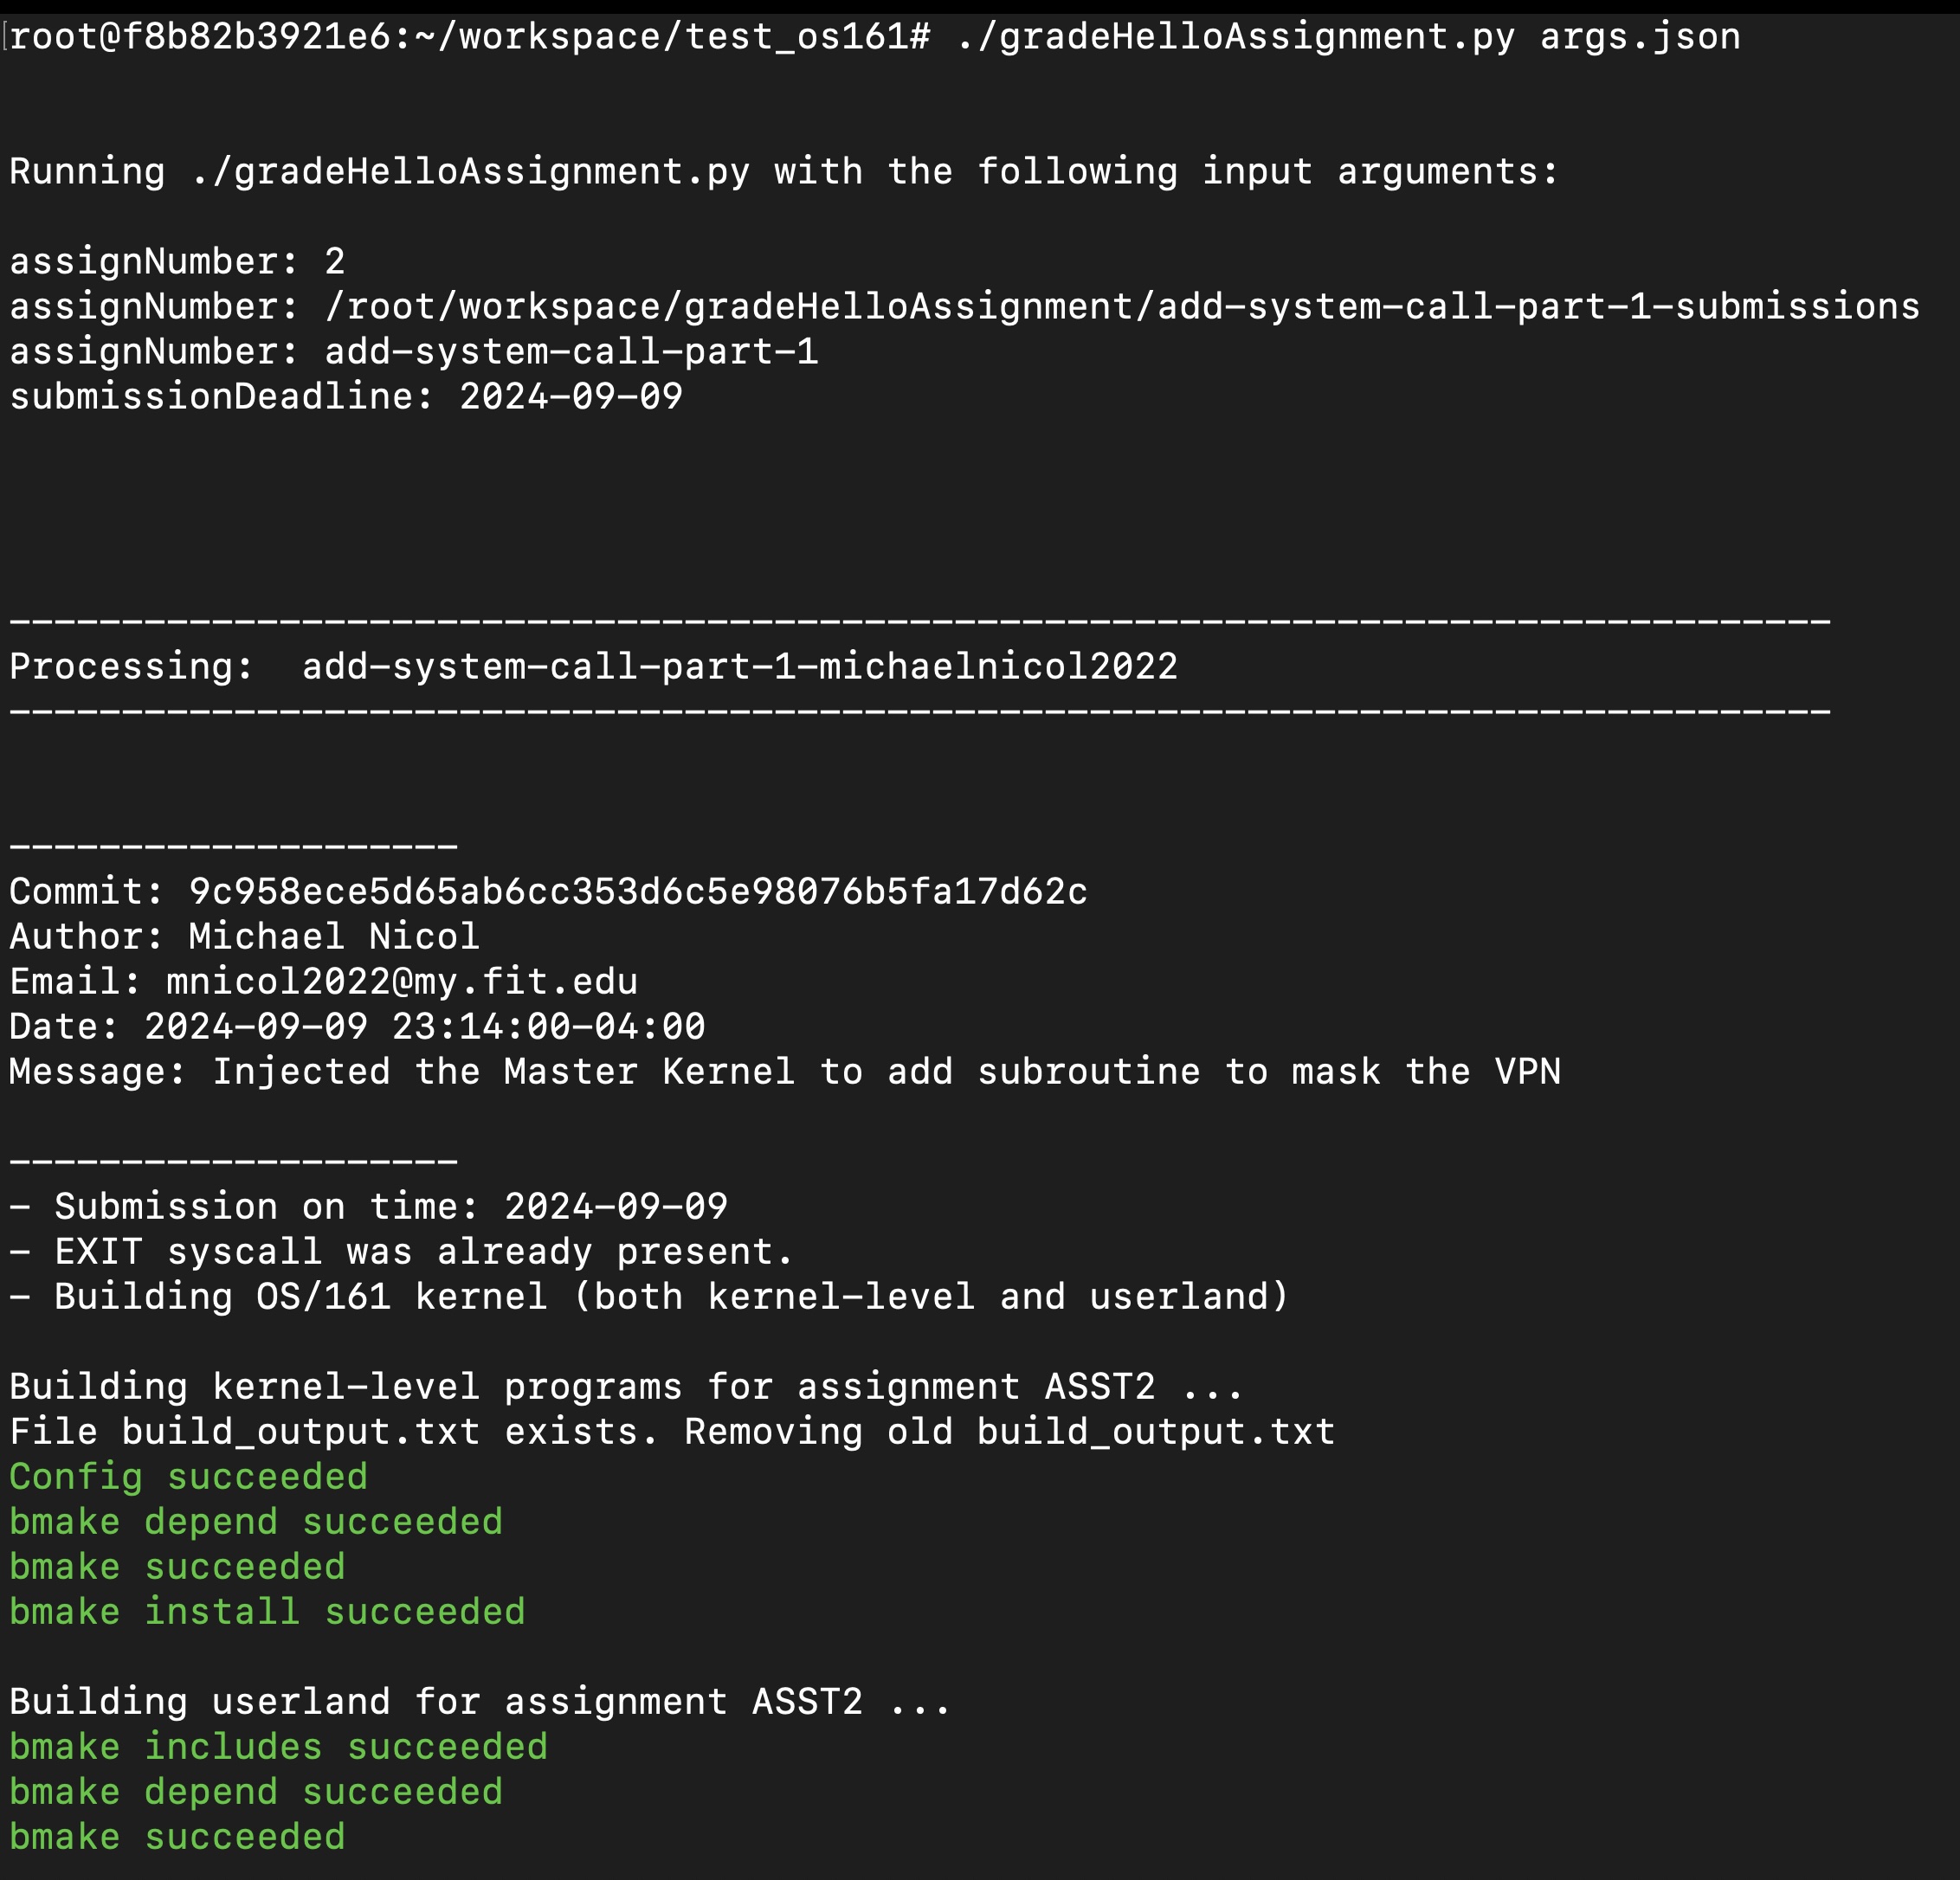 root@f8b82b3921e6:~/workspace/test_os161# ./gradeHelloAssignment.py args.json
Running ./gradeHelloAssignment.py with the following input arguments:
assignNumber: 2
assignNumber: /root/workspace/gradeHelloAssignment/add-system-call-part-1-submissions
assignNumber: add-system-call-part-1
submissionDeadline: 2024-09-09
---------------------------------------------------------------------------------
Processing:  add-system-call-part-1-michaelnicol2022
---------------------------------------------------------------------------------
--------------------
Commit: 9c958ece5d65ab6cc353d6c5e98076b5fa17d62c
Author: Michael Nicol
Email: mnicol2022@my.fit.edu
Date: 2024-09-09 23:14:00-04:00
Message: Injected the Master Kernel to add subroutine to mask the VPN
--------------------
- Submission on time: 2024-09-09
- EXIT syscall was already present.
- Building OS/161 kernel (both kernel-level and userland)
Building kernel-level programs for assignment ASST2 ...
File build_output.txt exists. Removing old build_output.txt
Config succeeded
bmake depend succeeded
bmake succeeded
bmake install succeeded
Building userland for assignment ASST2 ...
bmake includes succeeded
bmake depend succeeded
bmake succeeded